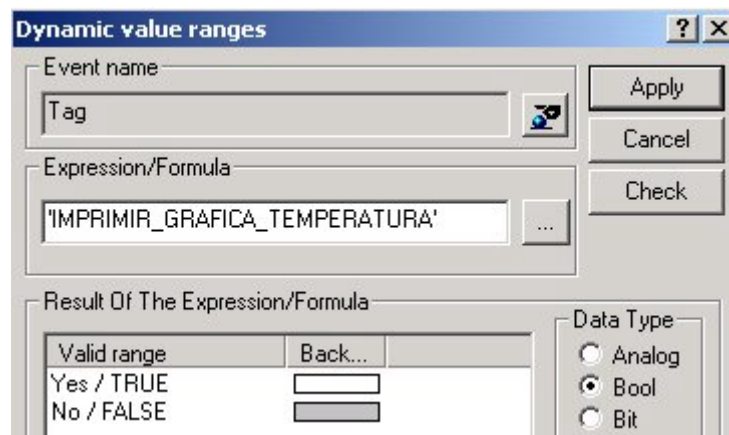 Dynamic value ranges
Event name
Tag
Apply
Cancel
Check
Expression/Formula
'IMPRIMIR_GRAFICA_TEMPERATURA'
...
Result Of The Expression/Formula
Valid range Back...
Yes / TRUE
No / FALSE
Data Type
Analog
Bool
Bit